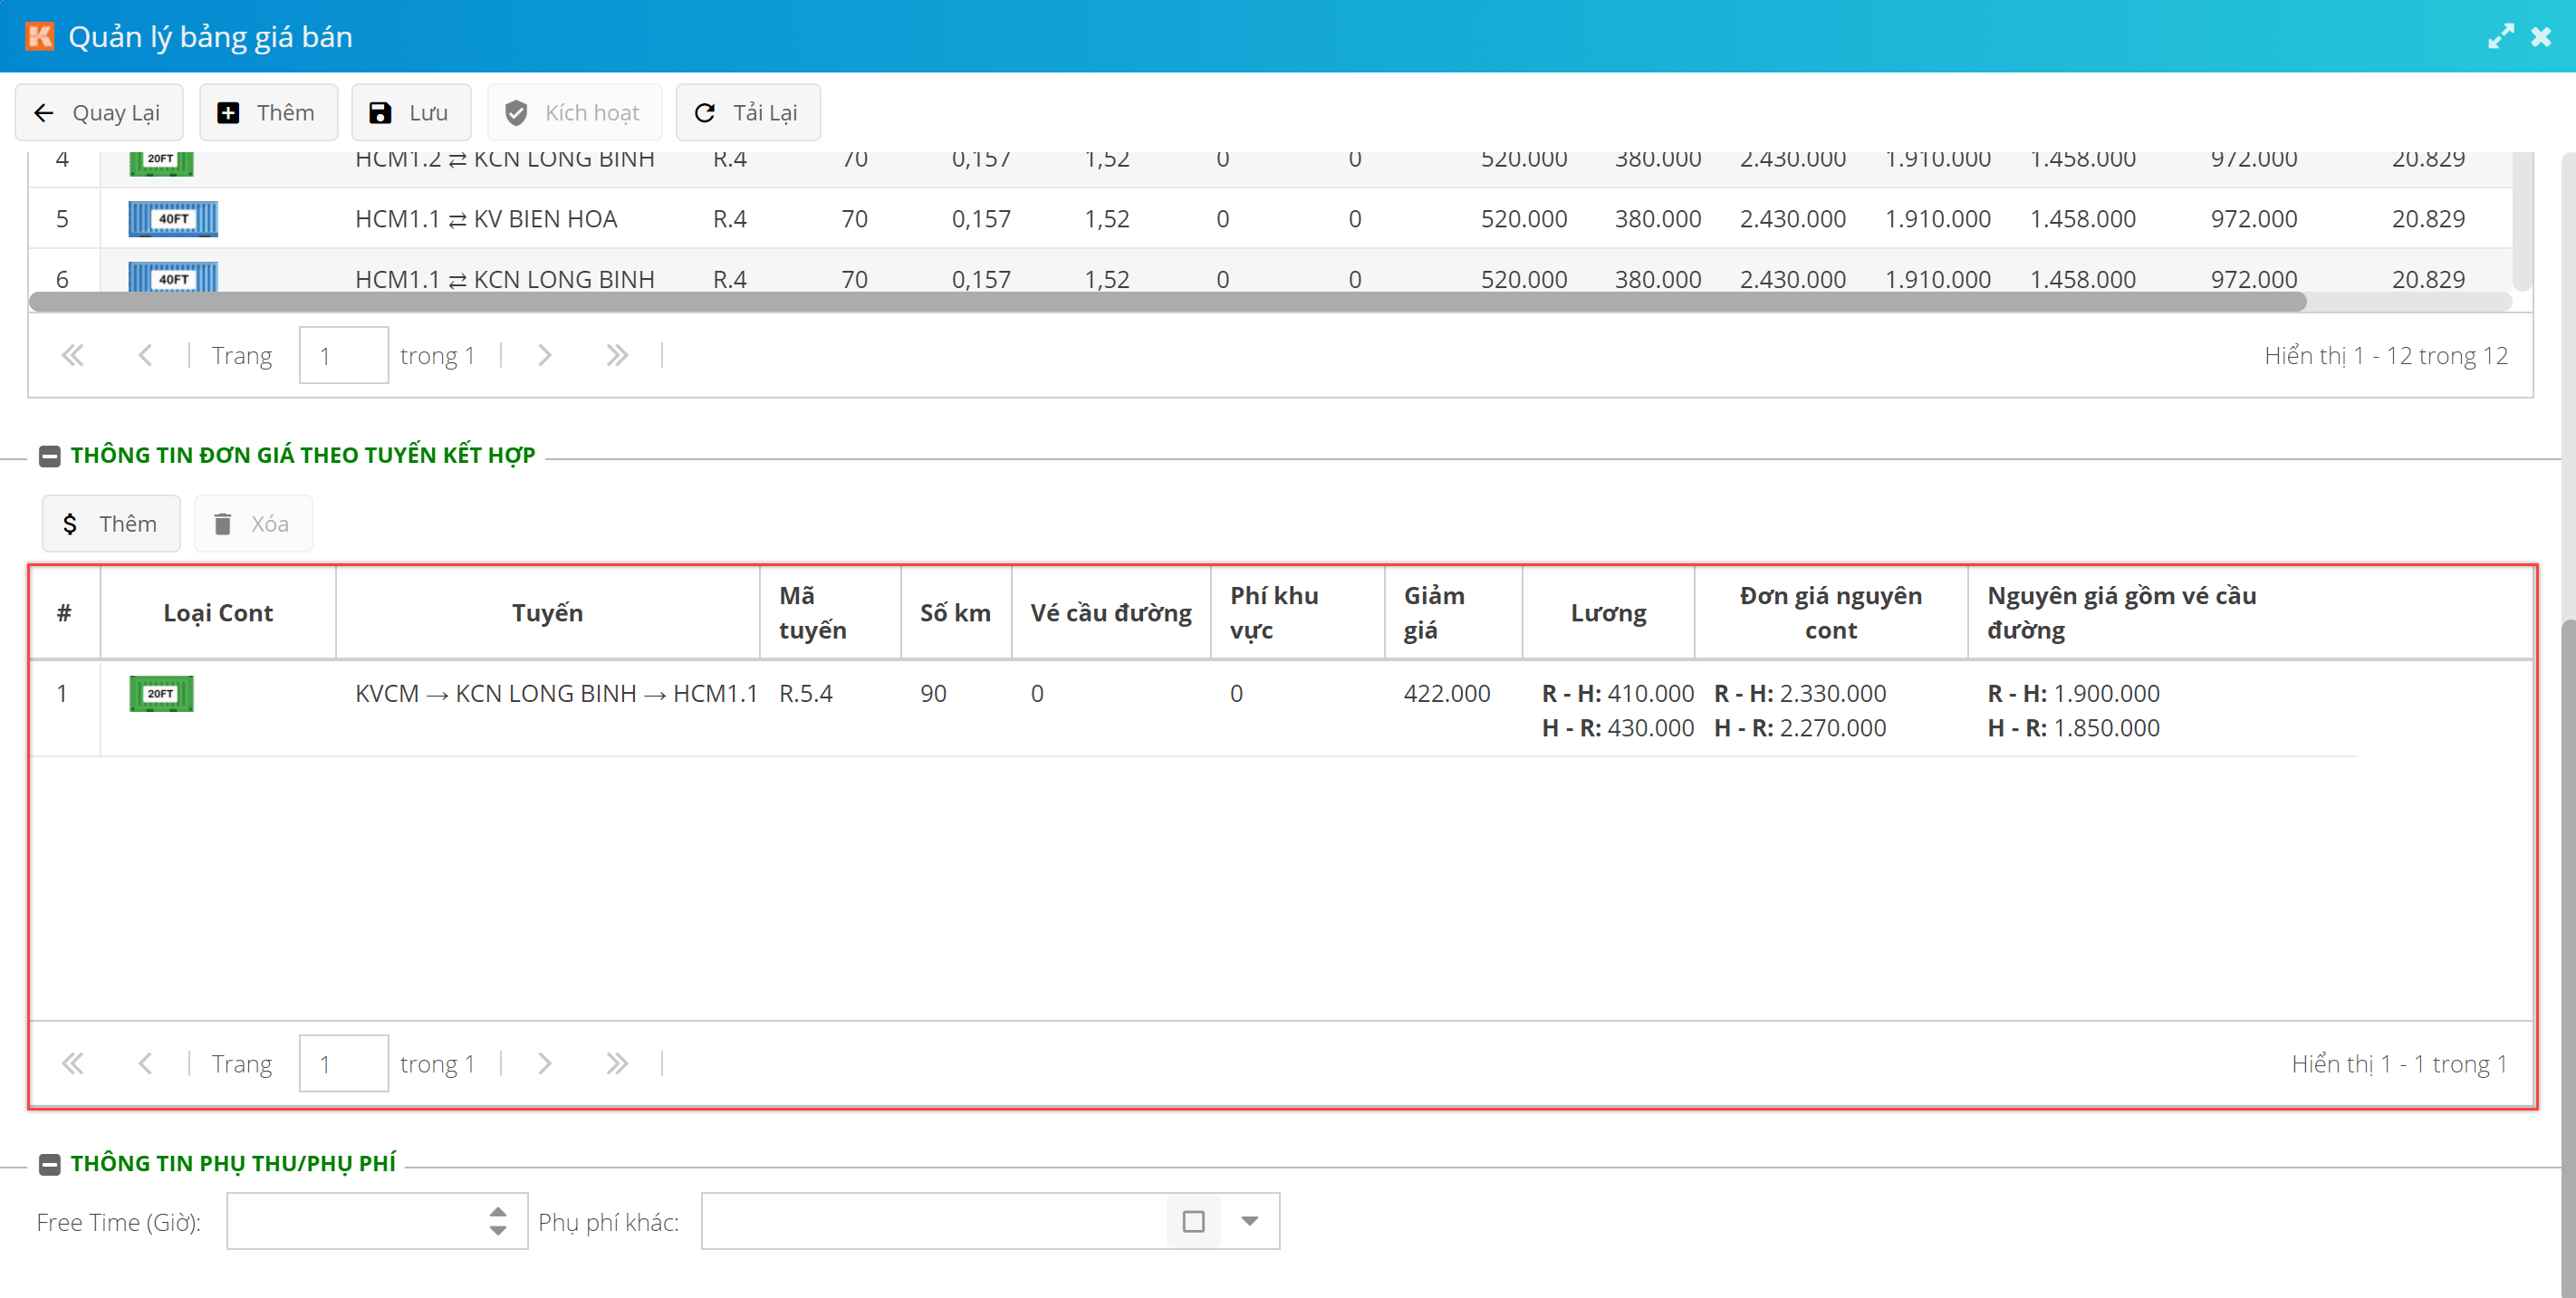 Quản lý bảng giá bán
Quay Lại Thêm Lưu Kích hoạt Tải Lại
4 20FT HCM1.2 ⇄ KCN LONG BINH R.4 70 0,157 1,52 0 0 520.000 380.000 2.430.000 1.910.000 1.458.000 972.000 20.829
5 40FT HCM1.1 ⇄ KV BIEN HOA R.4 70 0,157 1,52 0 0 520.000 380.000 2.430.000 1.910.000 1.458.000 972.000 20.829
6 40FT HCM1.1 ⇄ KCN LONG BINH R.4 70 0,157 1,52 0 0 520.000 380.000 2.430.000 1.910.000 1.458.000 972.000 20.829
Trang 1 trong 1 Hiển thị 1 - 12 trong 12
THÔNG TIN ĐƠN GIÁ THEO TUYẾN KẾT HỢP
$ Thêm Xóa
# Loại Cont Tuyến Mã tuyến Số km Vé cầu đường Phí khu vực Giảm giá Lương Đơn giá nguyên cont Nguyên giá gồm vé cầu đường
1 20FT KVCM → KCN LONG BINH → HCM1.1 R.5.4 90 0 0 422.000 R - H: 410.000 R - H: 2.330.000 R - H: 1.900.000
H - R: 430.000 H - R: 2.270.000 H - R: 1.850.000
Trang 1 trong 1 Hiển thị 1 - 1 trong 1
THÔNG TIN PHỤ THU/PHỤ PHÍ
Free Time (Giờ): Phụ phí khác: